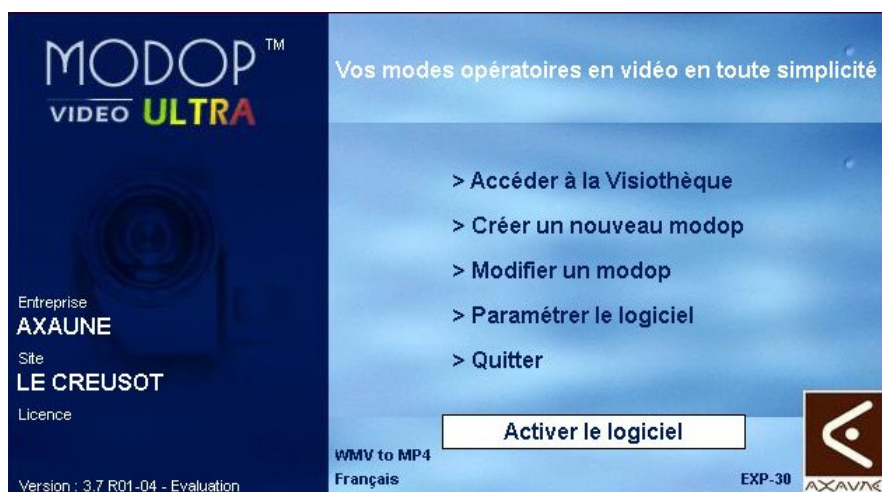 MODOP™
VIDEO ULTRA
Vos modes opératoires en vidéo en toute simplicité
> Accéder à la Visiothèque
> Créer un nouveau modop
> Modifier un modop
> Paramétrer le logiciel
> Quitter
Entreprise
AXAUNE
Site
LE CREUSOT
Licence
Activer le logiciel
WMV to MP4
Français
EXP-30
AXAUNE
Version : 3.7 R01-04 - Evaluation